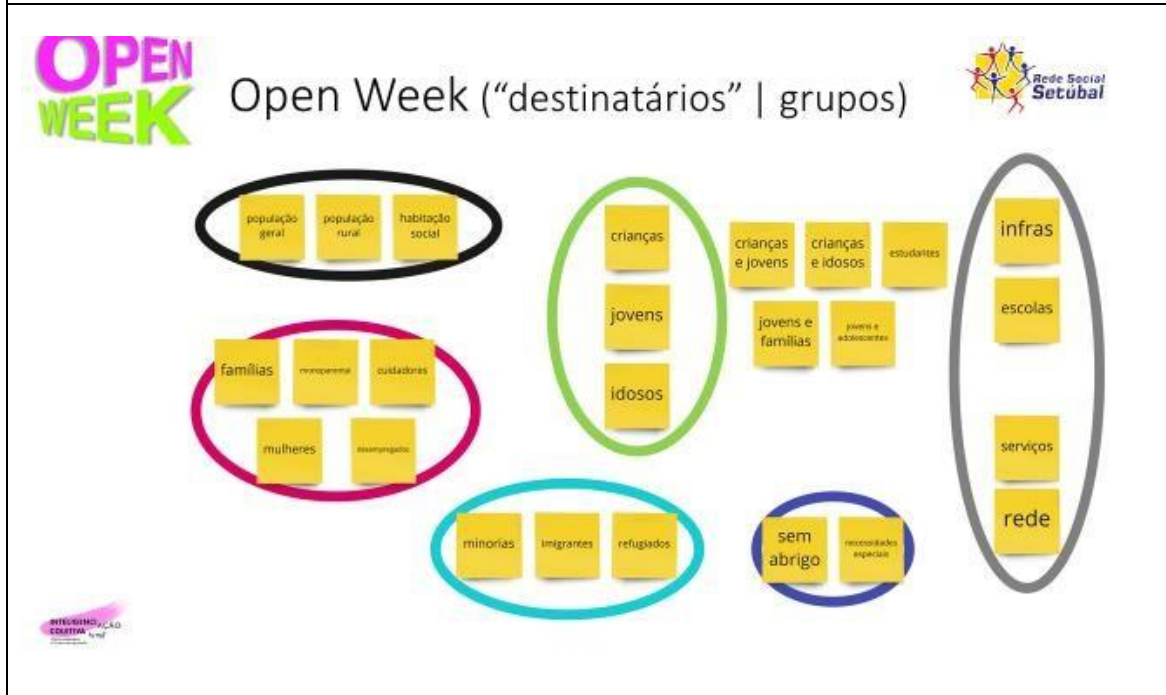 OPEN
WEEK
Open Week (“destinatários” | grupos)
Rede Social
Setúbal
população
geral
população
rural
habitação
social
crianças
jovens
idosos
crianças
e jovens
crianças
e idosos
estudantes
jovens e
famílias
jovens e
adolescentes
infras
escolas
serviços
rede
famílias
monoparental
cuidadores
mulheres
desempregados
minorias
imigrantes
refugiados
sem
abrigo
necessidades
especiais
COLETIVA